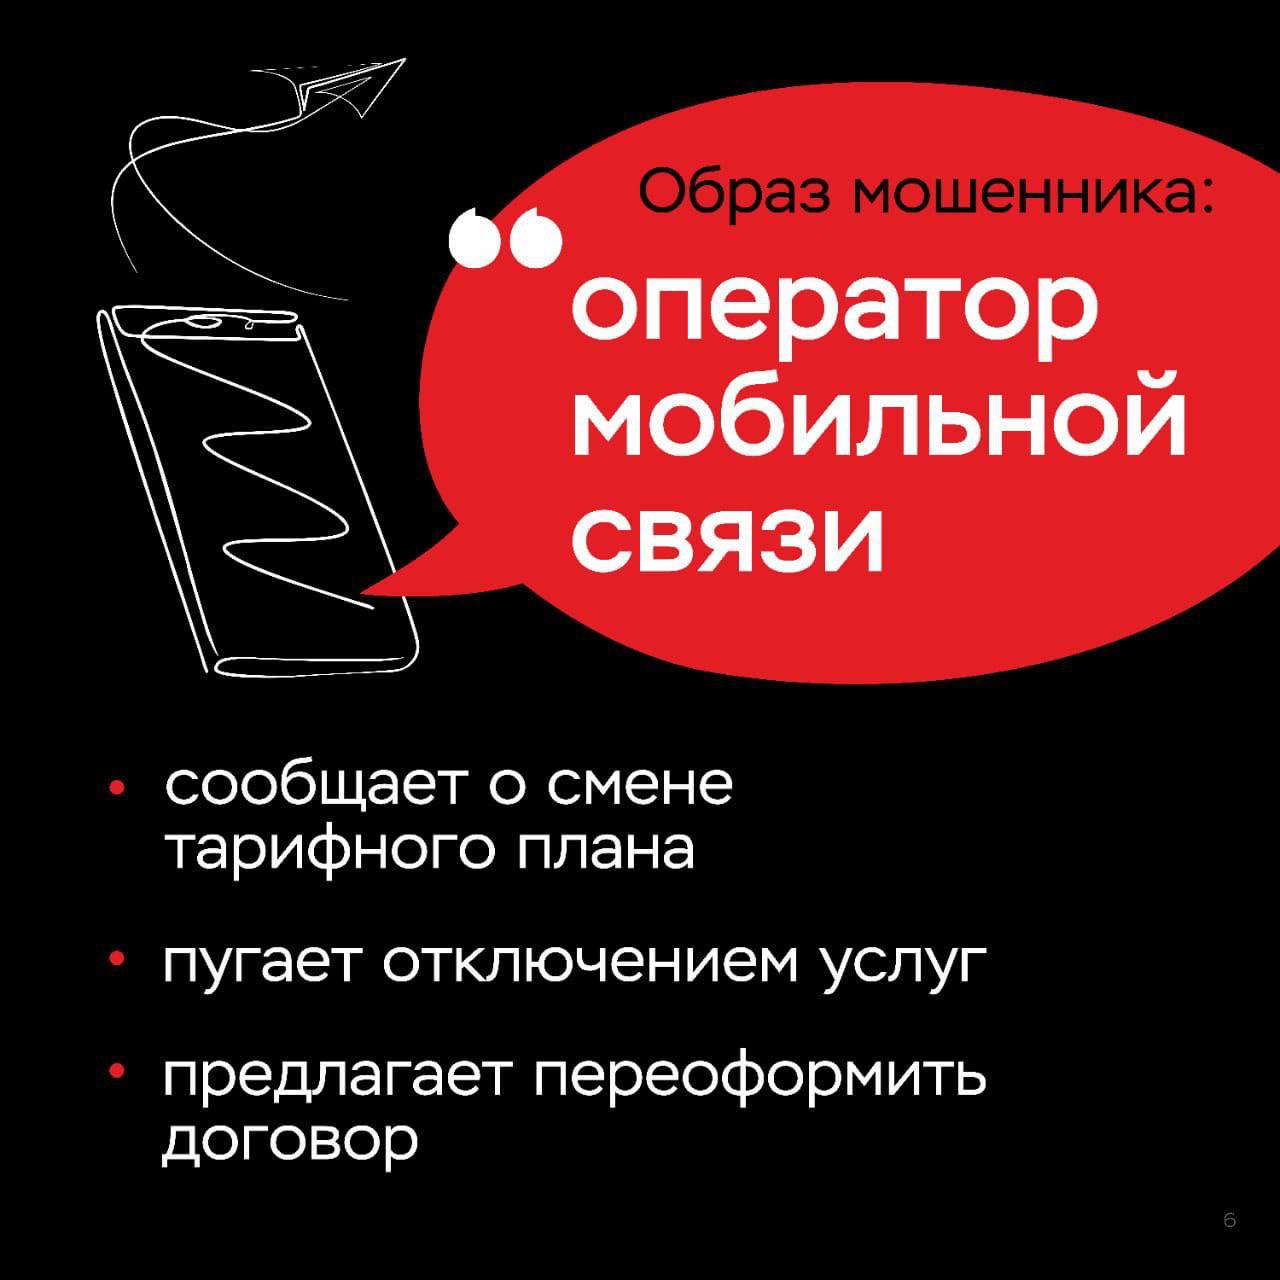 Образ мошенника:
“оператор
мобильной
связи
• сообщает о смене
тарифного плана
• пугает отключением услуг
• предлагает переоформить
договор
6